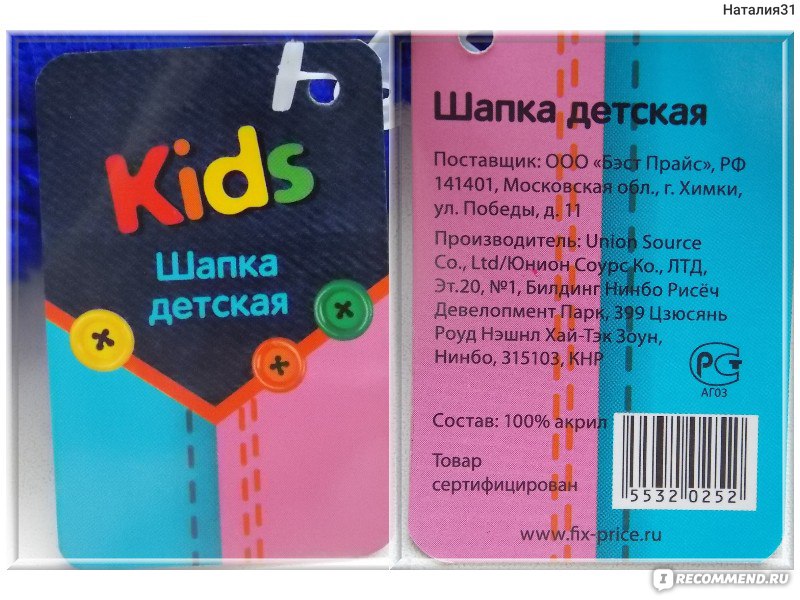 Наталия31
Kids
Шапка
детская
Шапка детская
Поставщик: ООО «Бэст Прайс», РФ
141401, Московская обл., г. Химки,
ул. Победы, д. 11
Производитель: Union Source
Co., Ltd/Юнион Соурс Ко., ЛТД,
Эт.20, №1, Билдинг Нинбо Рисёч
Девелопмент Парк, 399 Цзюсянь
Роуд Нэшнл Хай-Тэк Зоун,
Нинбо, 315103, КНР
РСТ
АГ03
Состав: 100% акрил
Товар
сертифицирован
5532 0252
www.fix-price.ru
IRECOMMEND.RU